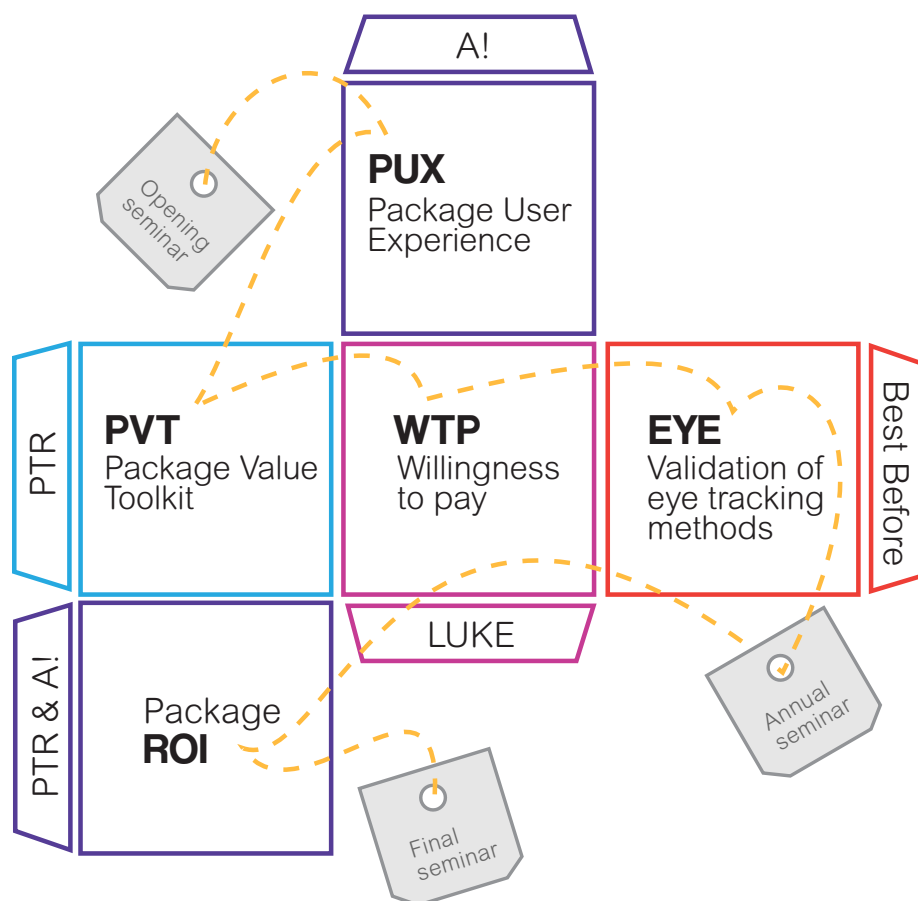 A!
PUX
Package User
Experience
Opening
seminar
PTR
PVT
Package Value
Toolkit
WTP
Willingness
to pay
EYE
Validation of
eye tracking
methods
Best Before
LUKE
PTR & A!
Package
ROI
Annual
seminar
Final
seminar